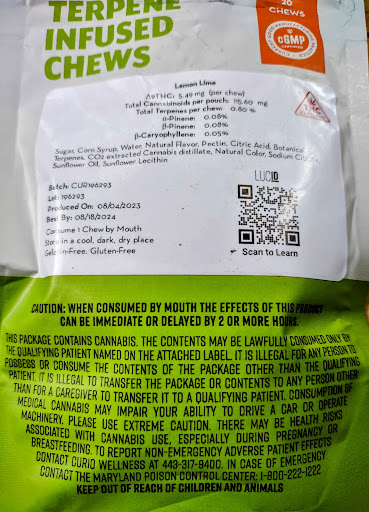 TERPENE
INFUSED
CHEWS
20
CHEWS
cGMP
CERTIFIED
Lemon Lime
Δ9THC: 5.49 mg (per chew)
Total Cannabinoids per pouch: 115.60 mg
Total Terpenes per chew: 0.80 %
α-Pinene: 0.08%
β-Pinene: 0.08%
β-Caryophyllene: 0.05%
Sugar, Corn Syrup, Water, Natural Flavor, Pectin, Citric Acid, Botanical
Terpenes, CO2 extracted Cannabis distillate, Natural Color, Sodium Citrate,
Sunflower Oil, Sunflower Lecithin
LUCID
Batch: CUR196293
Lot: 196293
Produced On: 08/04/2023
Best By: 08/18/2024
Consume 1 Chew by Mouth
Store in a cool, dark, dry place
Gelatin-Free, Gluten-Free
Scan to Learn
CAUTION: WHEN CONSUMED BY MOUTH THE EFFECTS OF THIS PRODUCT
CAN BE IMMEDIATE OR DELAYED BY 2 OR MORE HOURS.
THIS PACKAGE CONTAINS CANNABIS. THE CONTENTS MAY BE LAWFULLY CONSUMED ONLY BY
THE QUALIFYING PATIENT NAMED ON THE ATTACHED LABEL. IT IS ILLEGAL FOR ANY PERSON TO
POSSESS OR CONSUME THE CONTENTS OF THE PACKAGE OTHER THAN THE QUALIFYING
PATIENT. IT IS ILLEGAL TO TRANSFER THE PACKAGE OR CONTENTS TO ANY PERSON OTHER
THAN FOR A CAREGIVER TO TRANSFER IT TO A QUALIFYING PATIENT. CONSUMPTION OF
MEDICAL CANNABIS MAY IMPAIR YOUR ABILITY TO DRIVE A CAR OR OPERATE
MACHINERY. PLEASE USE EXTREME CAUTION. THERE MAY BE HEALTH RISKS
ASSOCIATED WITH CANNABIS USE, ESPECIALLY DURING PREGNANCY OR
BREASTFEEDING. TO REPORT NON-EMERGENCY ADVERSE PATIENT EFFECTS
CONTACT CURIO WELLNESS AT 443-317-9400. IN CASE OF EMERGENCY
CONTACT THE MARYLAND POISON CONTROL CENTER: 1-800-222-1222
KEEP OUT OF REACH OF CHILDREN AND ANIMALS